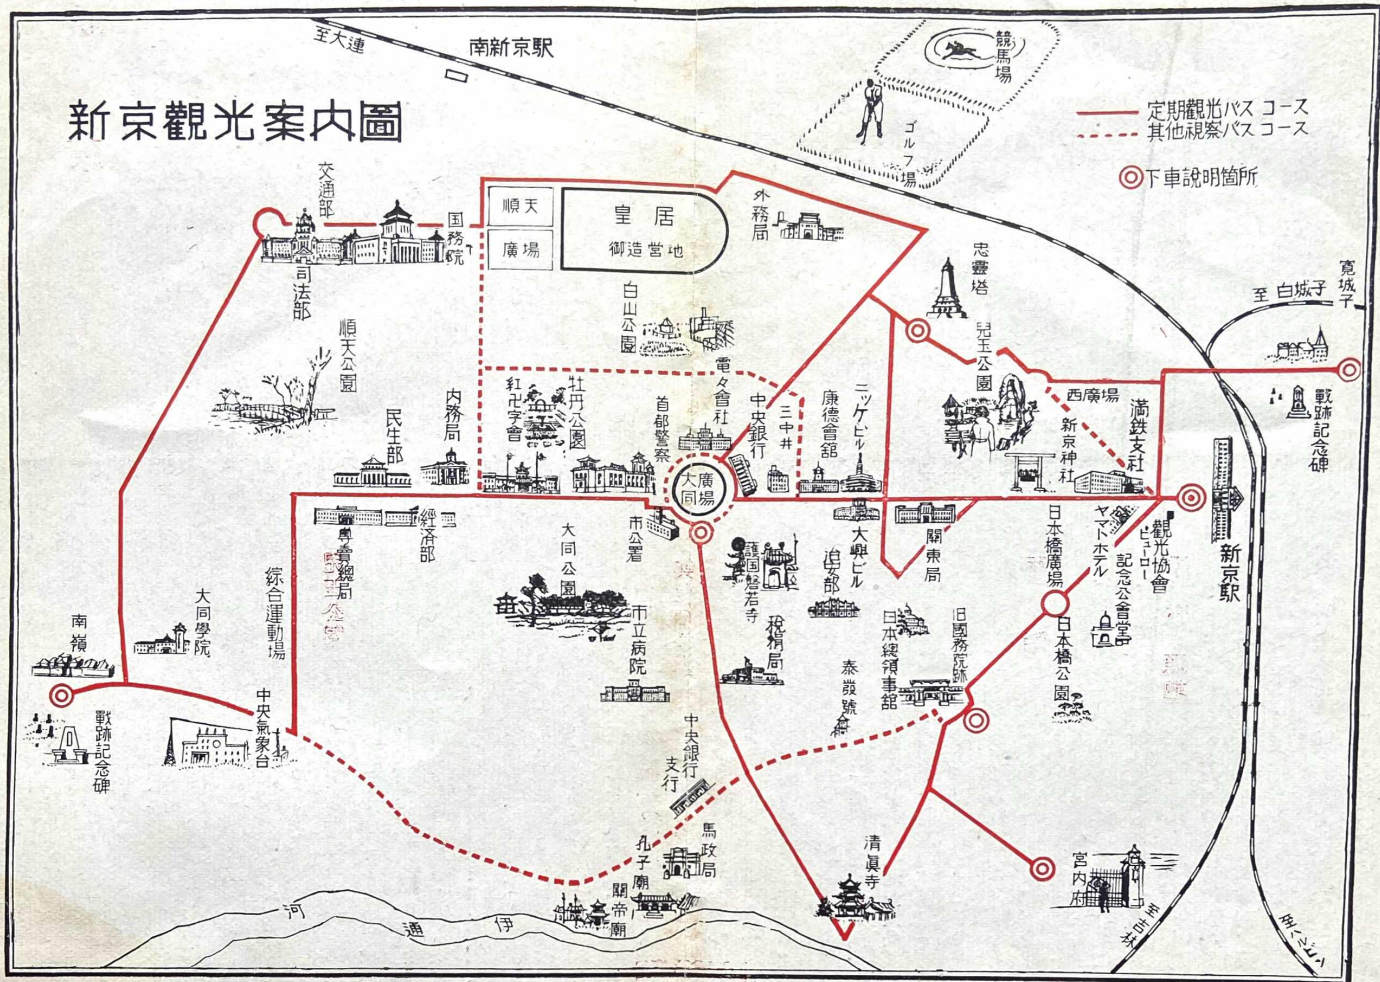 新京觀光案内圖
至大連
南新京駅
競馬場
ゴルフ場
定期觀光バスコース
其他視察バスコース
下車説明箇所
交通部
国務院
司法部
順天
廣場
皇居
御造営地
外務局
忠靈塔
至白城子
寛城子
順天公園
白山公園
兒玉公園
戰跡記念碑
民生部
内務局
紅卍字會
牡丹公園
首都警察
電々會社
中央銀行
三中井
康德會舘
ニッケビル
西廣場
新京神社
満鉄支社
大同
廣場
經済部
專賣總局
市公署
大同公園
護国磐若寺
治安部
大興ビル
關東局
日本橋廣場
ヤマトホテル
觀光協會
ビューロー
記念公會堂
新京駅
綜合運動場
大同學院
南嶺
市立病院
税捐局
泰發號
日本總領事舘
旧國務院跡
日本橋公園
戰跡記念碑
中央氣象台
中央銀行
支行
馬政局
孔子廟
關帝廟
清眞寺
宮内府
至吉林
至ハルビン
伊通河